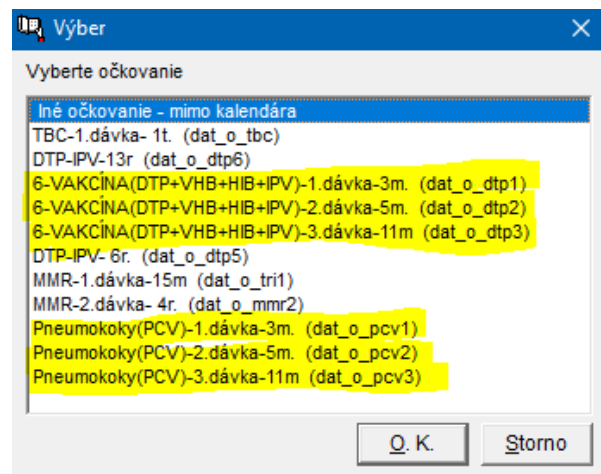 Výber
Vyberte očkovanie
Iné očkovanie - mimo kalendára
TBC-1.dávka- 1t. (dat_o_tbc)
DTP-IPV-13r (dat_o_dtp6)
6-VAKCÍNA(DTP+VHB+HIB+IPV)-1.dávka-3m. (dat_o_dtp1)
6-VAKCÍNA(DTP+VHB+HIB+IPV)-2.dávka-5m. (dat_o_dtp2)
6-VAKCÍNA(DTP+VHB+HIB+IPV)-3.dávka-11m (dat_o_dtp3)
DTP-IPV- 6r. (dat_o_dtp5)
MMR-1.dávka-15m (dat_o_tri1)
MMR-2.dávka- 4r. (dat_o_mmr2)
Pneumokoky(PCV)-1.dávka-3m. (dat_o_pcv1)
Pneumokoky(PCV)-2.dávka-5m. (dat_o_pcv2)
Pneumokoky(PCV)-3.dávka-11m (dat_o_pcv3)
O. K. Storno